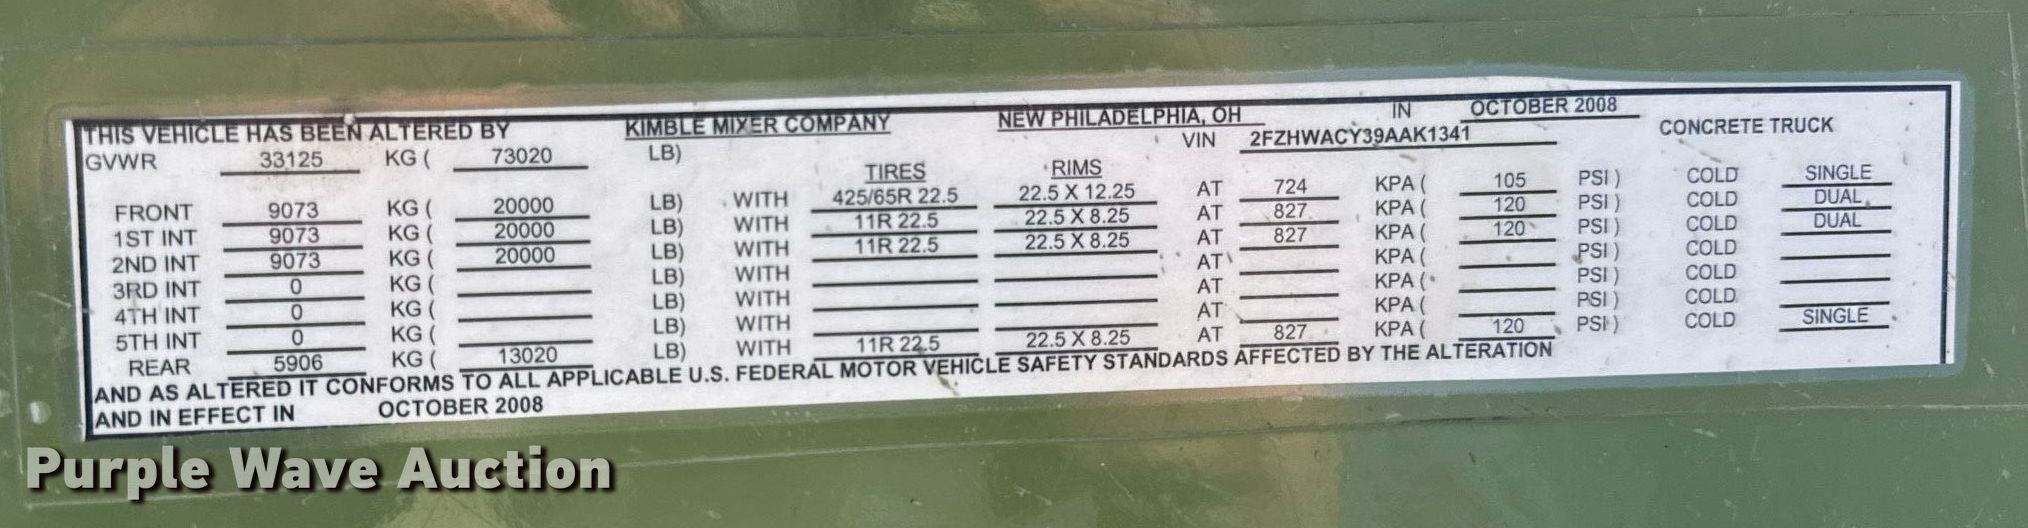 THIS VEHICLE HAS BEEN ALTERED BY KIMBLE MIXER COMPANY NEW PHILADELPHIA, OH IN OCTOBER 2008
GVWR 33125 KG ( 73020 LB) VIN 2FZHWACY39AAK1341 CONCRETE TRUCK
TIRES RIMS
FRONT 9073 KG ( 20000 LB) WITH 425/65R 22.5 22.5 X 12.25 AT 724 KPA ( 105 PSI ) COLD SINGLE
1ST INT 9073 KG ( 20000 LB) WITH 11R 22.5 22.5 X 8.25 AT 827 KPA ( 120 PSI ) COLD DUAL
2ND INT 9073 KG ( 20000 LB) WITH 11R 22.5 22.5 X 8.25 AT 827 KPA ( 120 PSI ) COLD DUAL
3RD INT 0 KG ( LB) WITH AT KPA ( PSI ) COLD
4TH INT 0 KG ( LB) WITH AT KPA ( PSI ) COLD
5TH INT 0 KG ( LB) WITH AT KPA ( PSI ) COLD
REAR 5906 KG ( 13020 LB) WITH 11R 22.5 22.5 X 8.25 AT 827 KPA ( 120 PSI ) COLD SINGLE
AND AS ALTERED IT CONFORMS TO ALL APPLICABLE U.S. FEDERAL MOTOR VEHICLE SAFETY STANDARDS AFFECTED BY THE ALTERATION
AND IN EFFECT IN OCTOBER 2008
Purple Wave Auction